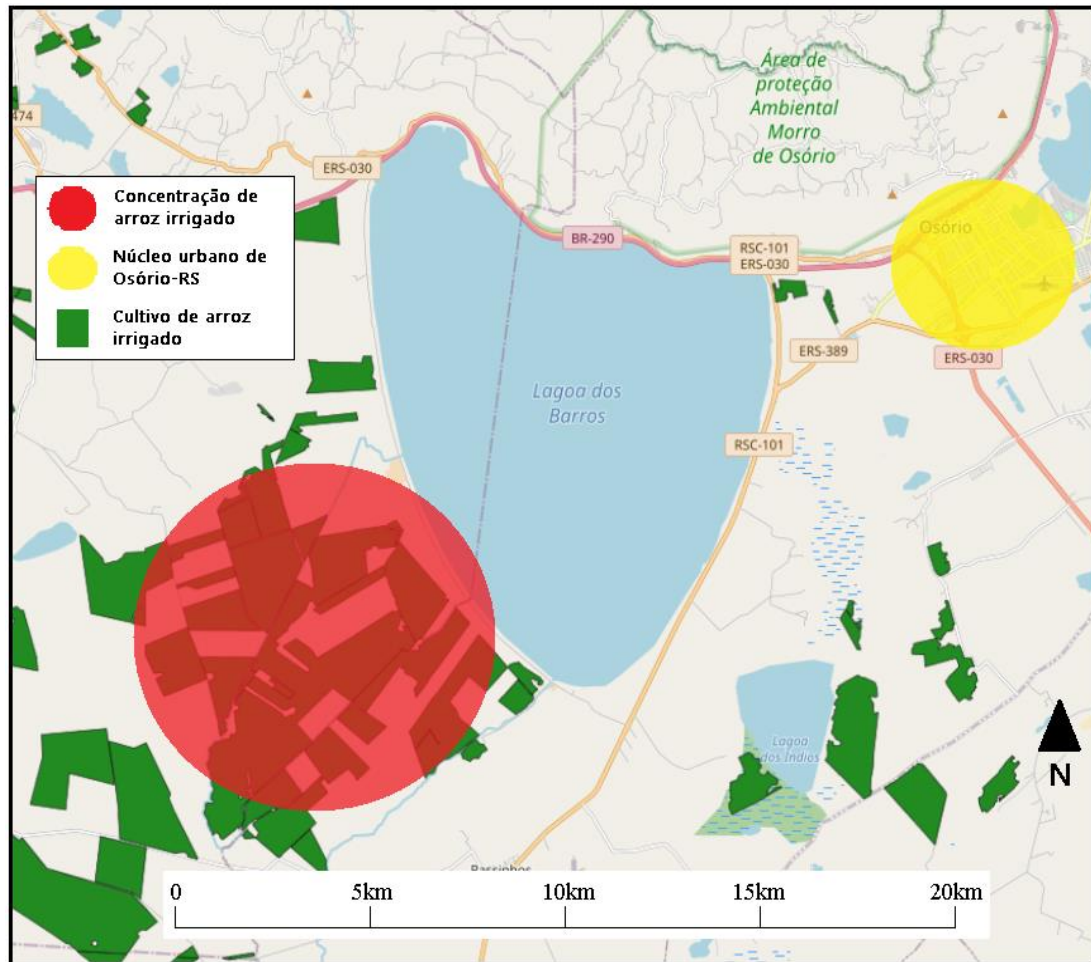 Área de
proteção
Ambiental
Morro
de Osório
474
ERS-030
Concentração de
arroz irrigado
Núcleo urbano de
Osório-RS
Cultivo de arroz
irrigado
BR-290
RSC-101
ERS-030
Osório
ERS-389
ERS-030
Lagoa dos
Barros
RSC-101
Lagoa
dos Índios
N
0 5km 10km 15km 20km